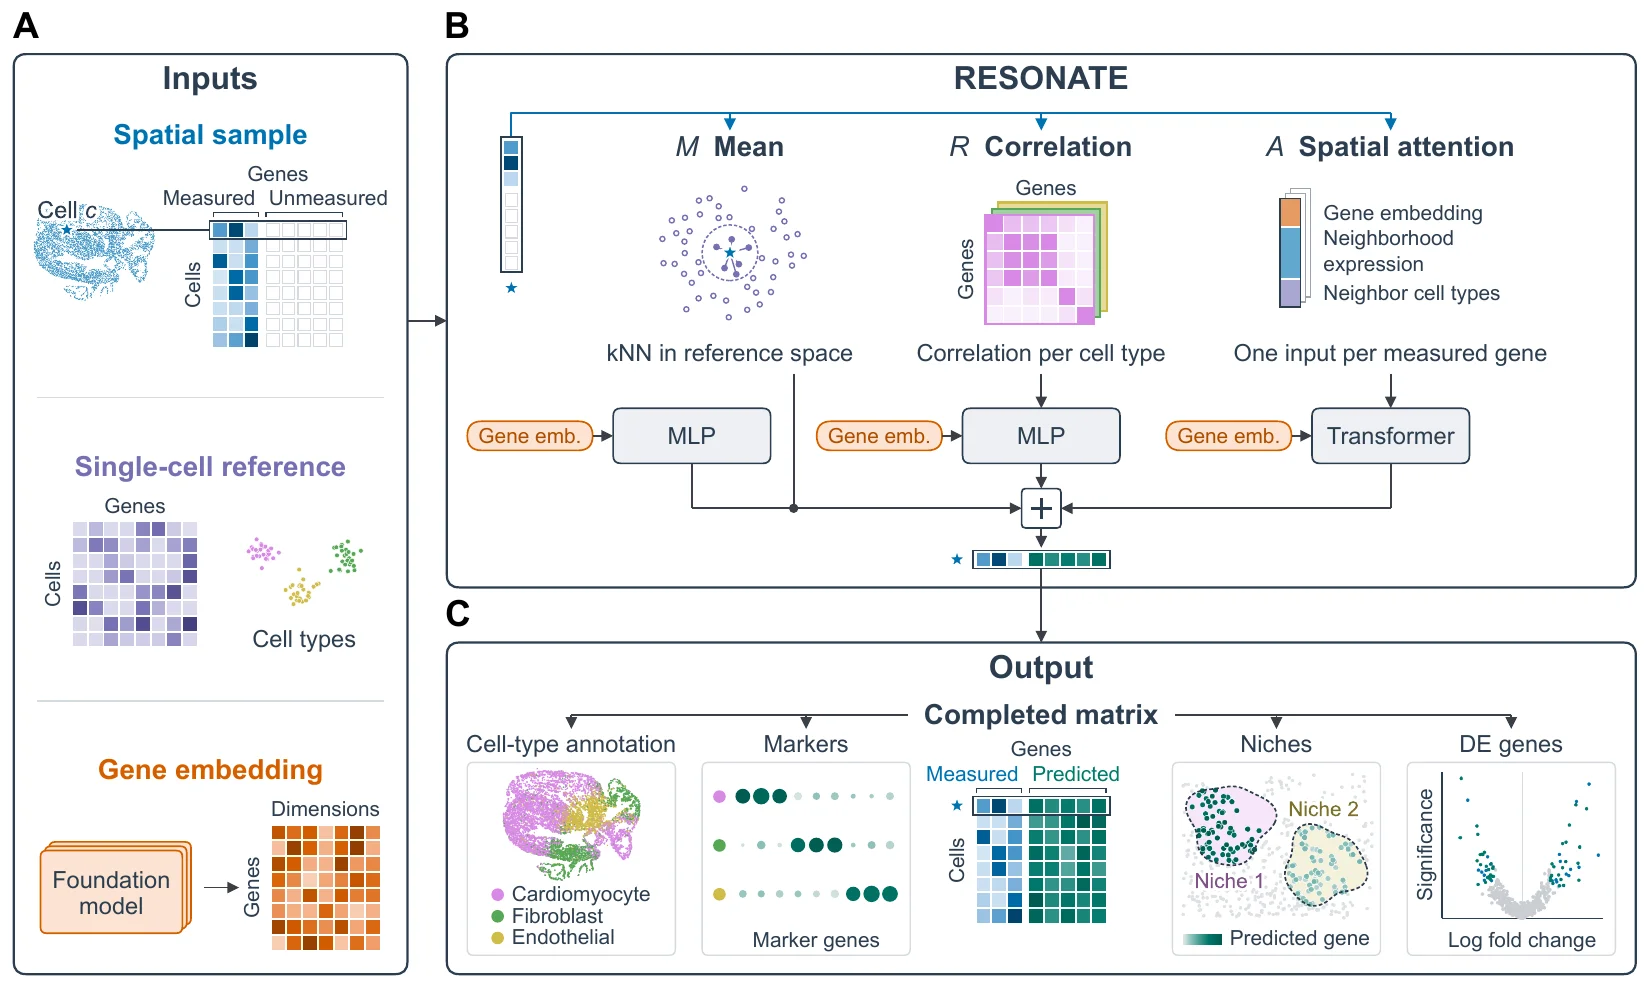 A
Inputs
Spatial sample
Genes
Measured Unmeasured
Cell c
Cells
Single-cell reference
Genes
Cells
Cell types
Gene embedding
Dimensions
Foundation
model
Genes
B
RESONATE
M Mean
R Correlation
A Spatial attention
Genes
Genes
Gene embedding
Neighborhood
expression
Neighbor cell types
kNN in reference space
Correlation per cell type
One input per measured gene
Gene emb.
MLP
Gene emb.
MLP
Gene emb.
Transformer
+
C
Output
Completed matrix
Cell-type annotation
Cardiomyocyte
Fibroblast
Endothelial
Markers
Marker genes
Genes
Measured Predicted
Cells
Niches
Niche 2
Niche 1
Predicted gene
DE genes
Significance
Log fold change